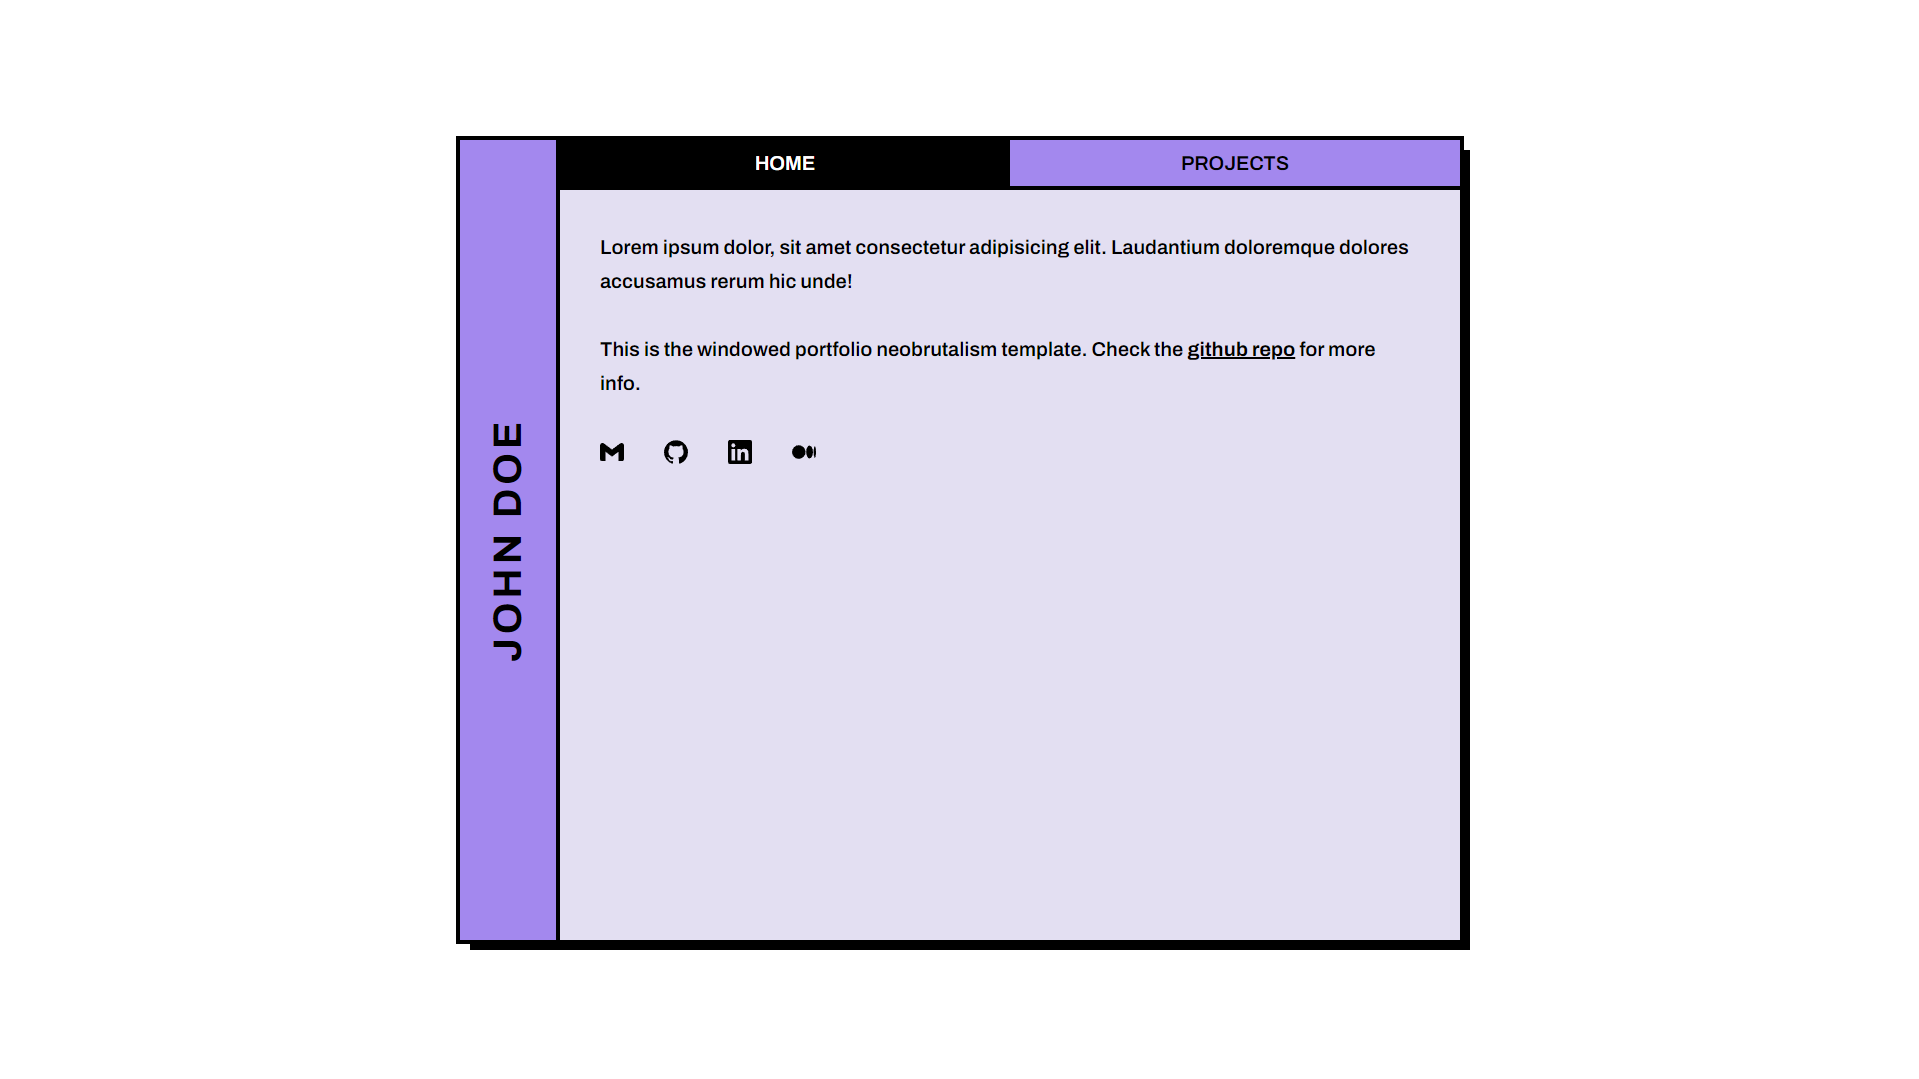 JOHN DOE
HOME
PROJECTS
Lorem ipsum dolor, sit amet consectetur adipisicing elit. Laudantium doloremque dolores
accusamus rerum hic unde!
This is the windowed portfolio neobrutalism template. Check the github repo for more
info.